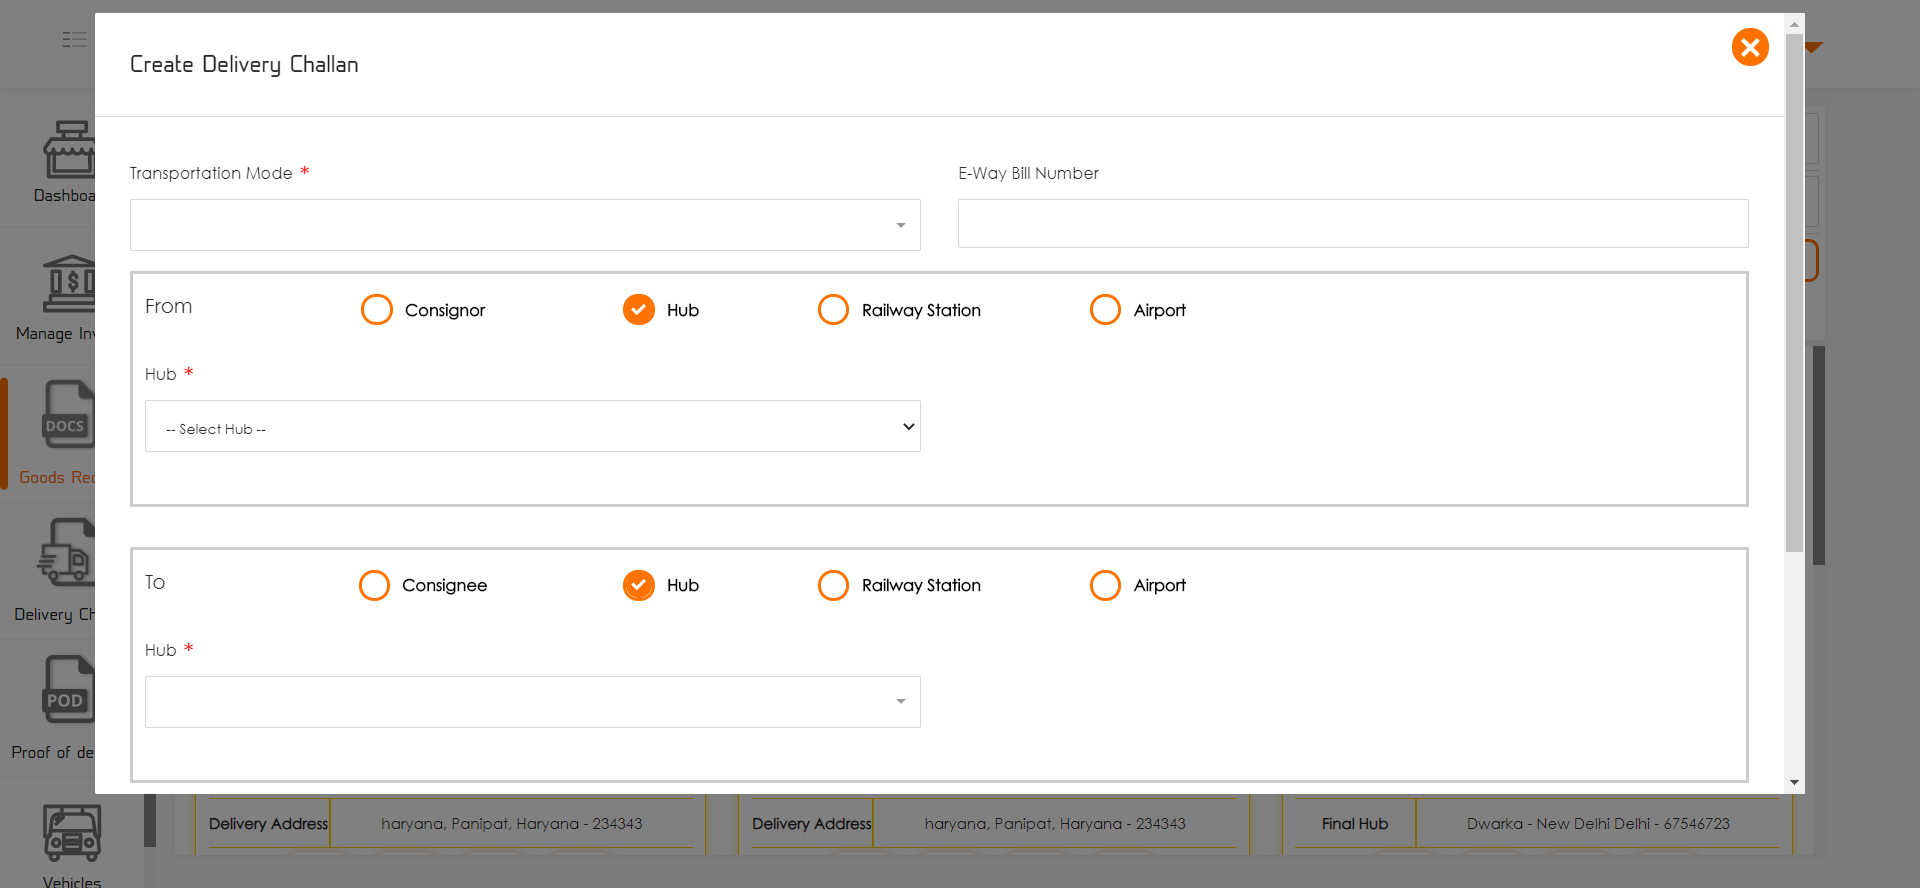 Create Delivery Challan
Transportation Mode *
E-Way Bill Number
From
Consignor
Hub
Railway Station
Airport
Hub *
-- Select Hub --
To
Consignee
Hub
Railway Station
Airport
Hub *
Dashboa
Manage Inv
DOCS
Goods Rec
Delivery Ch
POD
Proof of de
Vehicles
Delivery Address haryana, Panipat, Haryana - 234343
Delivery Address haryana, Panipat, Haryana - 234343
Final Hub Dwarka - New Delhi Delhi - 67546723